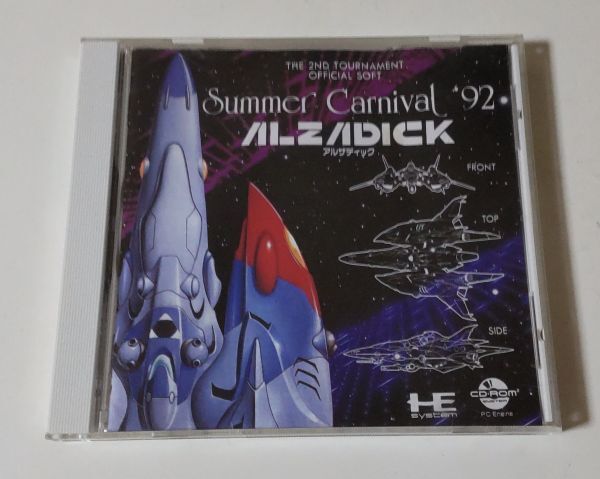 THE 2ND TOURNAMENT
OFFICIAL SOFT
Summer Carnival '92
ALZADICK
アルザディック
FRONT
TOP
SIDE
HE
system
CD-ROM²
SYSTEM
PC Engine